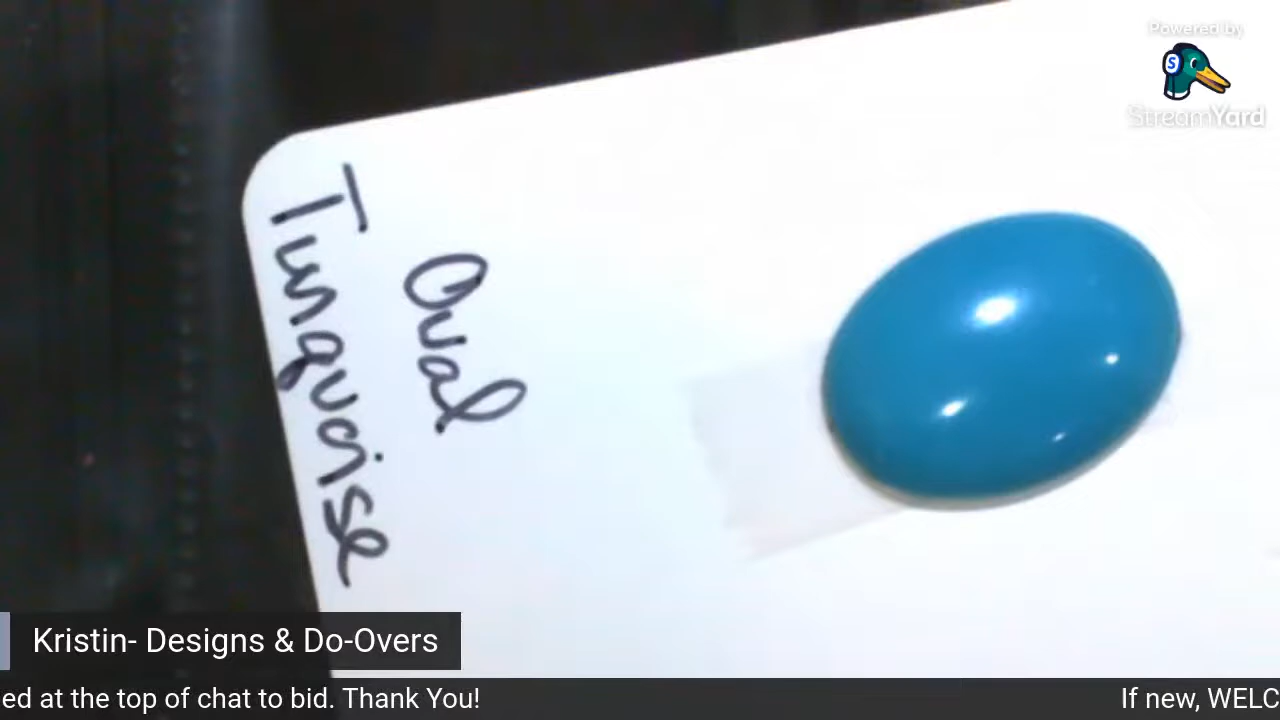 Powered by
StreamYard
Turquoise
Oval
Kristin- Designs & Do-Overs
ed at the top of chat to bid. Thank You!
If new, WELC